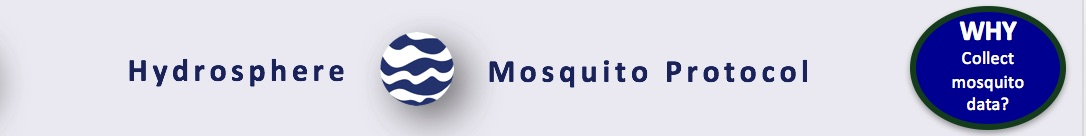 Hydrosphere Mosquito Protocol
WHY
Collect
mosquito
data?